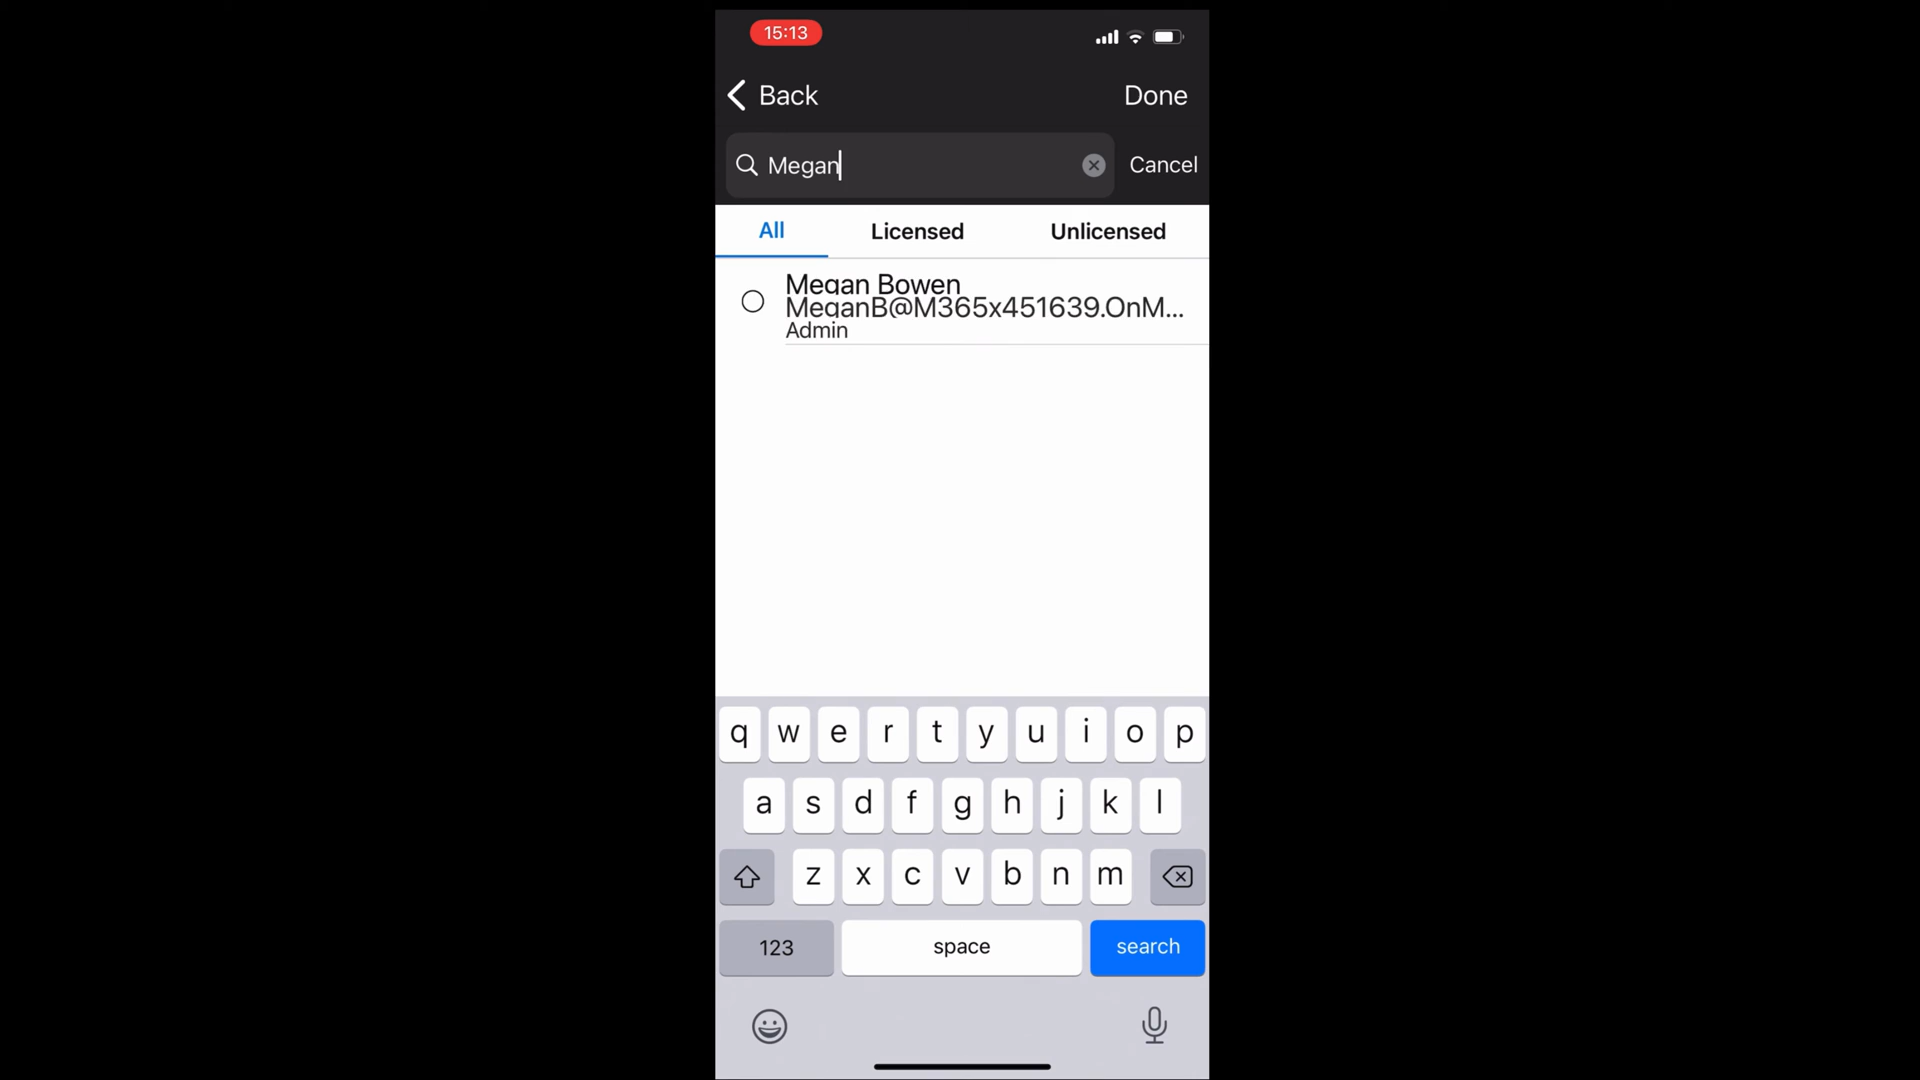 15:13
Back
Done
Megan
Cancel
All
Licensed
Unlicensed
Megan Bowen
MeganB@M365x451639.OnM...
Admin
q w e r t y u i o p
a s d f g h j k l
z x c v b n m
123
space
search